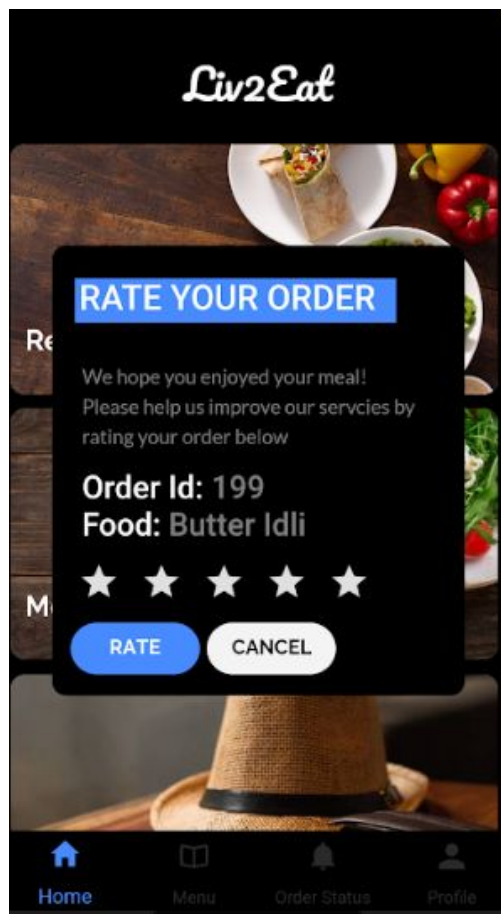 Liv2Eat
RATE YOUR ORDER
Re
We hope you enjoyed your meal!
Please help us improve our servcies by
rating your order below
Order Id: 199
Food: Butter Idli
M
RATE CANCEL
Home Menu Order Status Profile